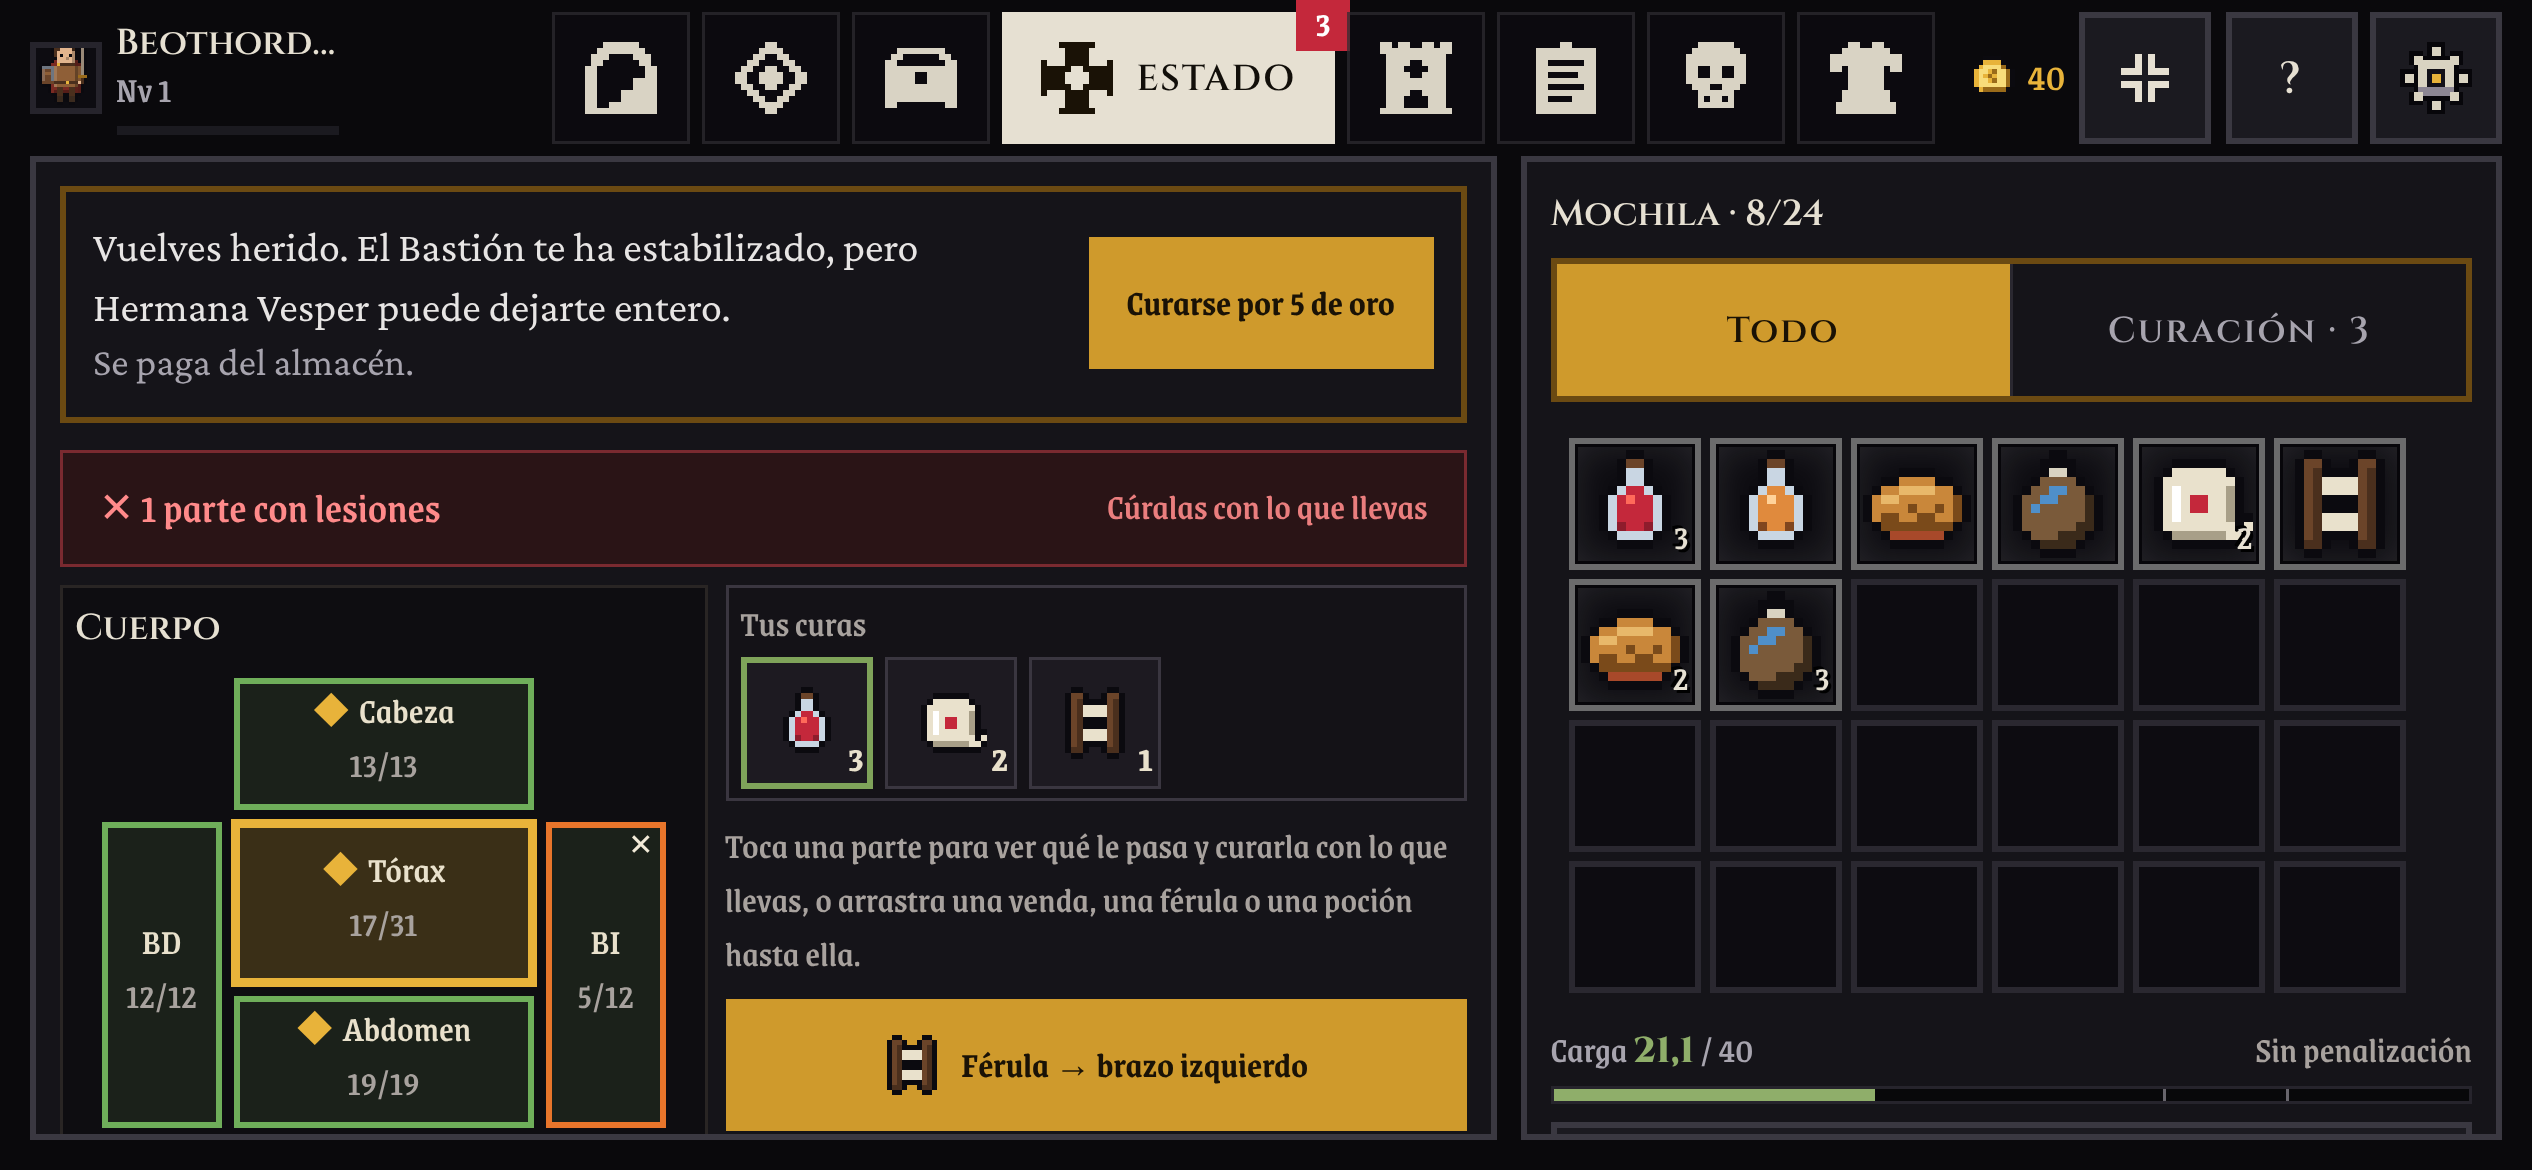 BEOTHORD...
Nv 1
ESTADO
3
40
?
Vuelves herido. El Bastión te ha estabilizado, pero
Hermana Vesper puede dejarte entero.
Se paga del almacén.
Curarse por 5 de oro
✕ 1 parte con lesiones
Cúralas con lo que llevas
CUERPO
Cabeza
13/13
Tórax
17/31
BD
12/12
✕
BI
5/12
Abdomen
19/19
Tus curas
3
2
1
Toca una parte para ver qué le pasa y curarla con lo que
llevas, o arrastra una venda, una férula o una poción
hasta ella.
Férula → brazo izquierdo
MOCHILA · 8/24
TODO
CURACIÓN · 3
3
2
2
3
Carga 21,1 / 40
Sin penalización